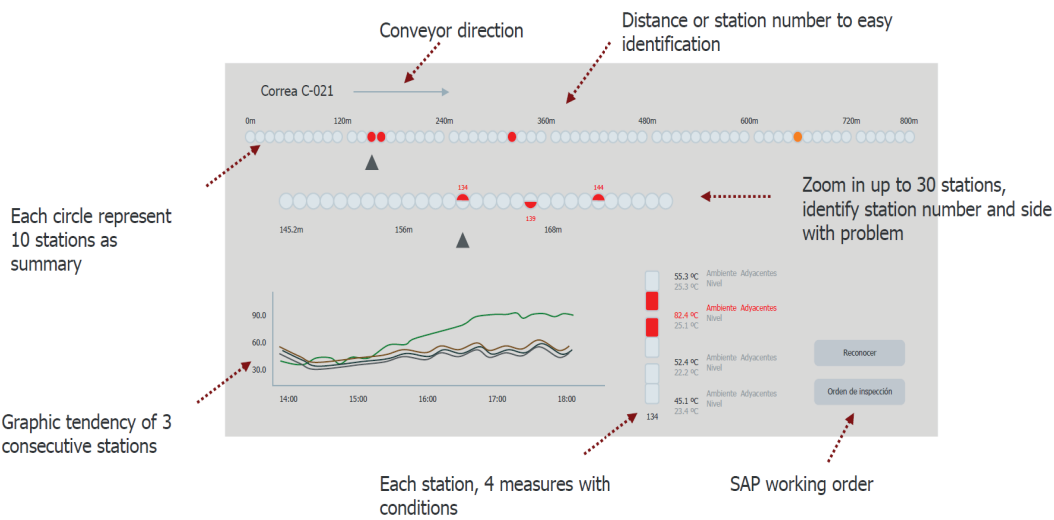 Conveyor direction
Distance or station number to easy
identification
Correa C-021
0m 120m 240m 360m 480m 600m 720m 800m
134 144
139
145.2m 156m 168m
Zoom in up to 30 stations,
identify station number and side
with problem
Each circle represent
10 stations as
summary
90.0
60.0
30.0
14:00 15:00 16:00 17:00 18:00
55.3 ºC Ambiente Adyacentes
25.3 ºC Nivel
82.4 ºC Ambiente Adyacentes
25.1 ºC Nivel
52.4 ºC Ambiente Adyacentes
22.2 ºC Nivel
45.1 ºC Ambiente Adyacentes
23.4 ºC Nivel
134
Reconocer
Orden de inspección
Graphic tendency of 3
consecutive stations
Each station, 4 measures with
conditions
SAP working order